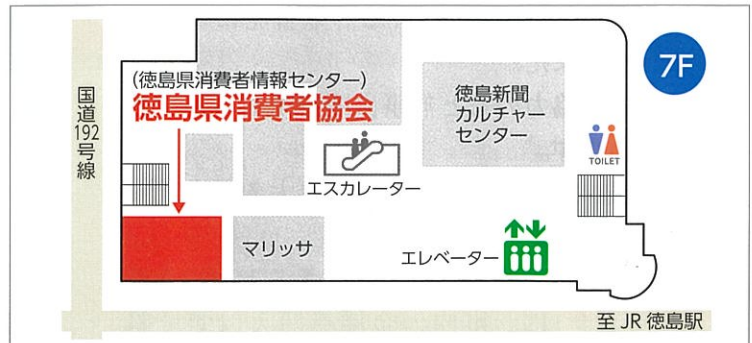 7F
国道192号線
(徳島県消費者情報センター)
徳島県消費者協会
徳島新聞
カルチャー
センター
TOILET
エスカレーター
マリッサ
エレベーター
至 JR 徳島駅